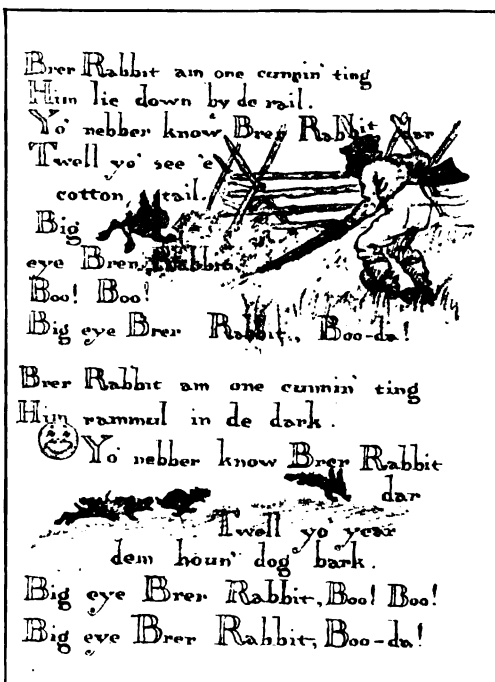 Brer Rabbit am one cunnin' ting
Him lie down by de rail.
Yo' nebber know' Brer Rabbit dar
Twell yo' see 'e
cotton tail.
Big
eye Brer Rabbit
Boo! Boo!
Big eye Brer Rabbit, Boo-da!
Brer Rabbit am one cunnin' ting
Him rammul in de dark.
Yo' nebber know Brer Rabbit
dar
Twell yo' year
dem houn' dog bark.
Big eye Brer Rabbit, Boo! Boo!
Big eye Brer Rabbit, Boo-da!